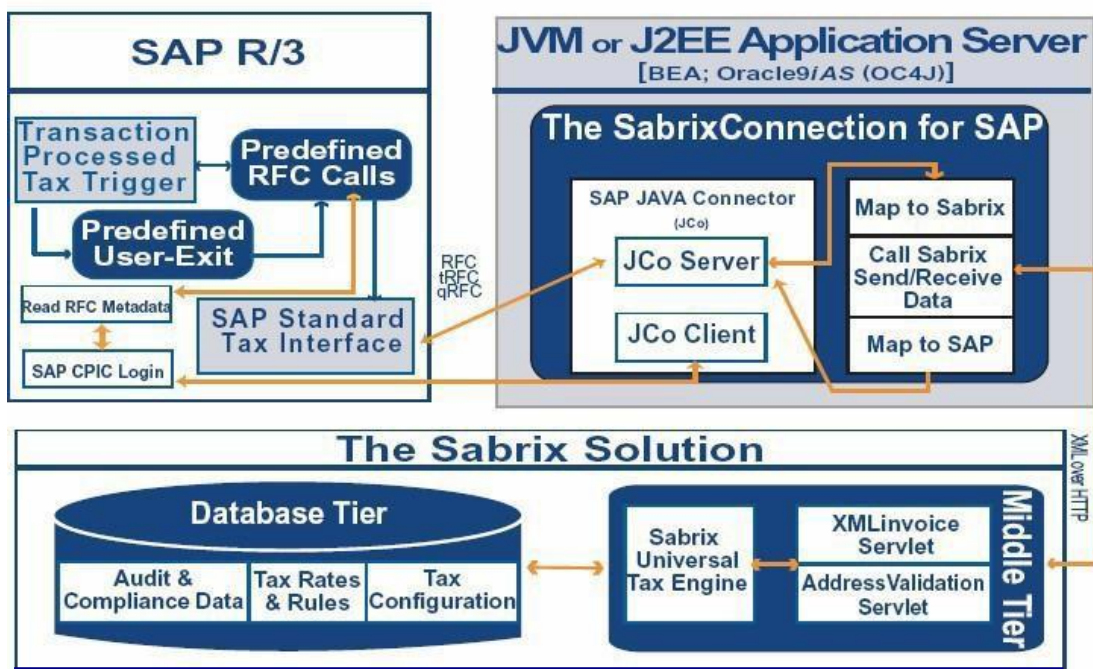 SAP R/3
Transaction
Processed
Tax Trigger
Predefined
RFC Calls
Predefined
User-Exit
Read RFC Metadata
SAP CPIC Login
SAP Standard
Tax Interface
RFC
tRFC
qRFC
JVM or J2EE Application Server
[BEA; Oracle9iAS (OC4J)]
The SabrixConnection for SAP
SAP JAVA Connector
(JCo)
JCo Server
JCo Client
Map to Sabrix
Call Sabrix
Send/Receive
Data
Map to SAP
XML over HTTP
The Sabrix Solution
Database Tier
Audit &
Compliance Data
Tax Rates
& Rules
Tax
Configuration
Sabrix
Universal
Tax Engine
XMLinvoice
Servlet
AddressValidation
Servlet
Middle Tier